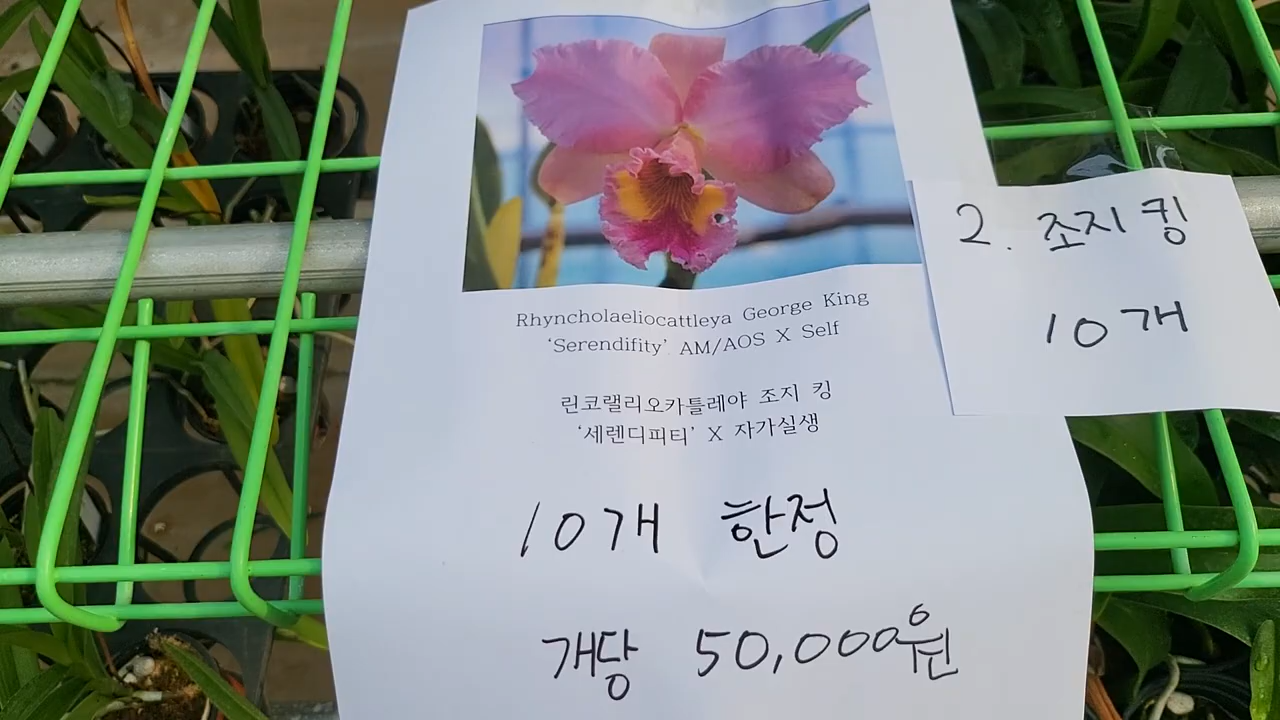 Rhyncholaeliocattleya George King
‘Serendifity’ AM/AOS X Self
린코랠리오카틀레야 조지 킹
‘세렌디피티’ X 자가실생
10개 한정
개당 50,000원
2. 조지 킹
10개